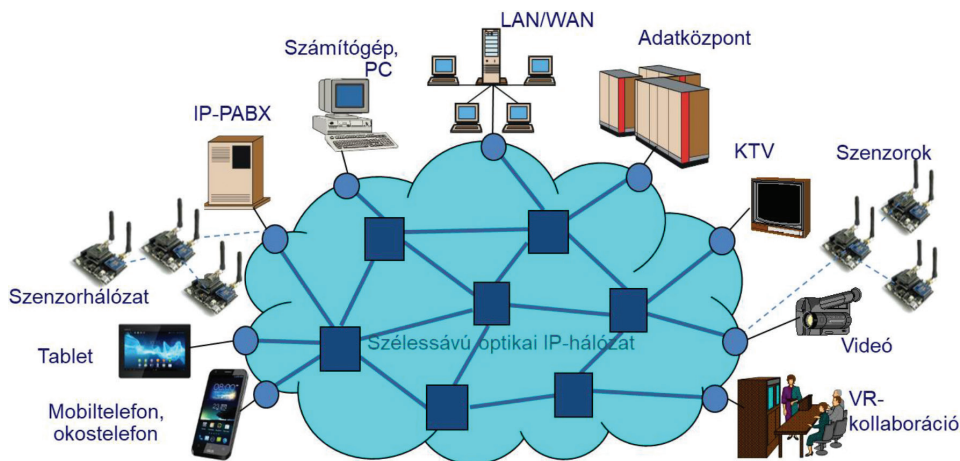 LAN/WAN
Számítógép,
PC
Adatközpont
IP-PABX
KTV
Szenzorok
Szenzorhálózat
Tablet
Szélessávú optikai IP-hálózat
Videó
Mobiltelefon,
okostelefon
VR-
kollaboráció